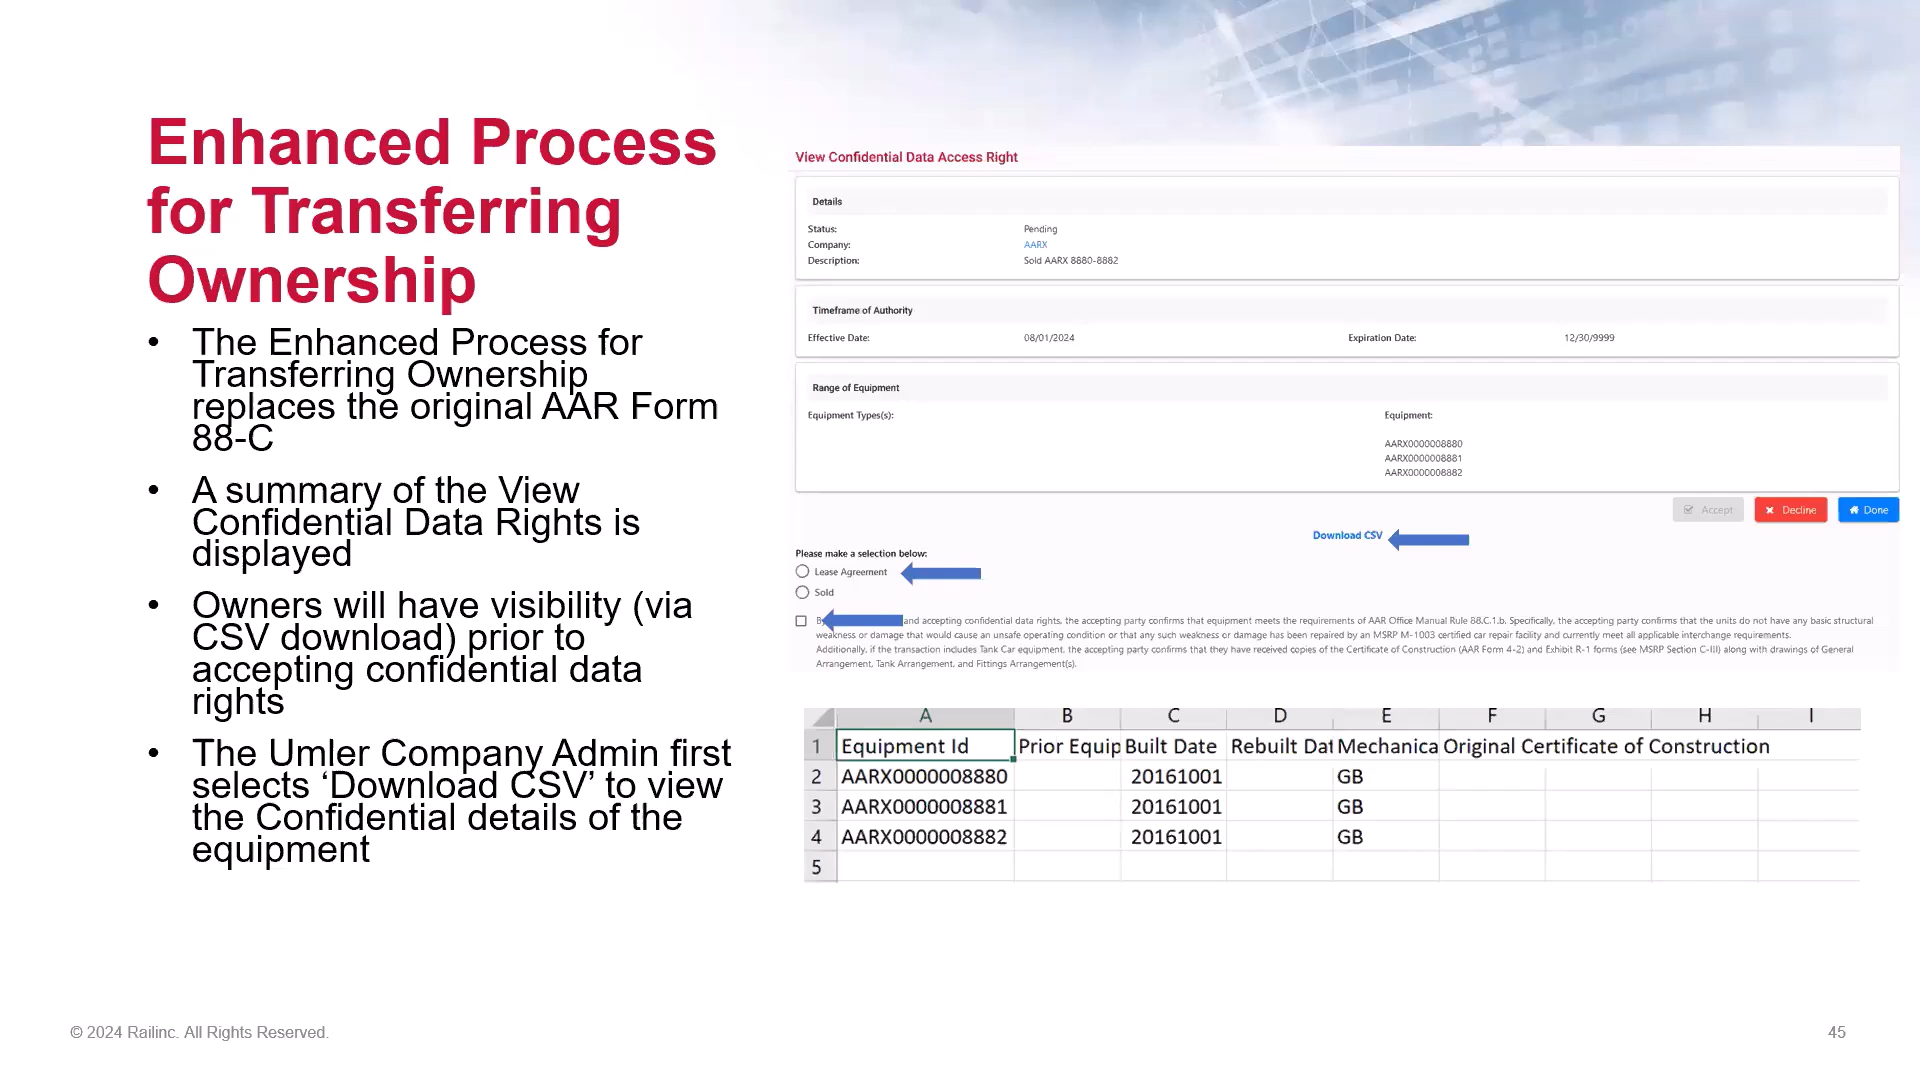 Enhanced Process
for Transferring
Ownership
• The Enhanced Process for
Transferring Ownership
replaces the original AAR Form
88-C
• A summary of the View
Confidential Data Rights is
displayed
• Owners will have visibility (via
CSV download) prior to
accepting confidential data
rights
• The Umler Company Admin first
selects ‘Download CSV’ to view
the Confidential details of the
equipment
View Confidential Data Access Right
Details
Status: Pending
Company: AARX
Description: Sold AARX 8880-8882
Timeframe of Authority
Effective Date: 08/01/2024 Expiration Date: 12/30/9999
Range of Equipment
Equipment Types(s): Equipment:
AARX0000008880
AARX0000008881
AARX0000008882
Accept Decline Done
Download CSV
Please make a selection below:
Lease Agreement
Sold
and accepting confidential data rights, the accepting party confirms that equipment meets the requirements of AAR Office Manual Rule 88.C.1.b. Specifically, the accepting party confirms that the units do not have any basic structural
weakness or damage that would cause an unsafe operating condition or that any such weakness or damage has been repaired by an MSRP M-1003 certified car repair facility and currently meet all applicable interchange requirements.
Additionally, if the transaction includes Tank Car equipment, the accepting party confirms that they have received copies of the Certificate of Construction (AAR Form 4-2) and Exhibit R-1 forms (see MSRP Section C-III) along with drawings of General
Arrangement, Tank Arrangement, and Fittings Arrangement(s).
A B C D E F G H I
1 Equipment Id Prior Equip Built Date Rebuilt Dat Mechanica Original Certificate of Construction
2 AARX0000008880 20161001 GB
3 AARX0000008881 20161001 GB
4 AARX0000008882 20161001 GB
5
© 2024 Railinc. All Rights Reserved.
45